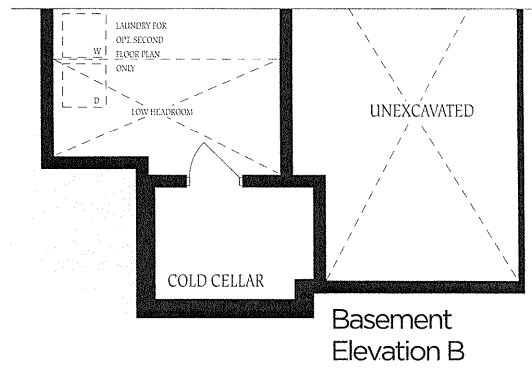 LAUNDRY FOR
OPT. SECOND
FLOOR PLAN
ONLY
W
D
LOW HEADROOM
UNEXCAVATED
COLD CELLAR
Basement
Elevation B